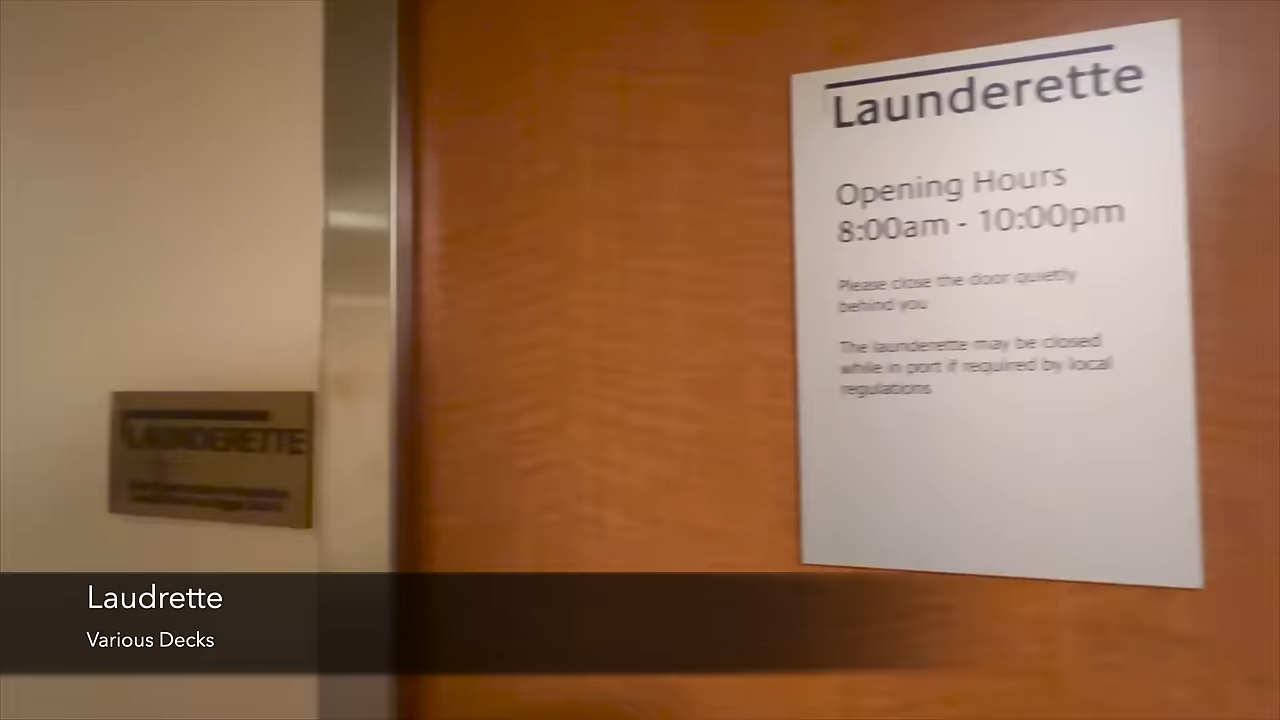 Launderette
Opening Hours
8:00am - 10:00pm
Please close the door quietly
behind you
The launderette may be closed
while in port if required by local
regulations
LAUNDERETTE
Laudrette
Various Decks